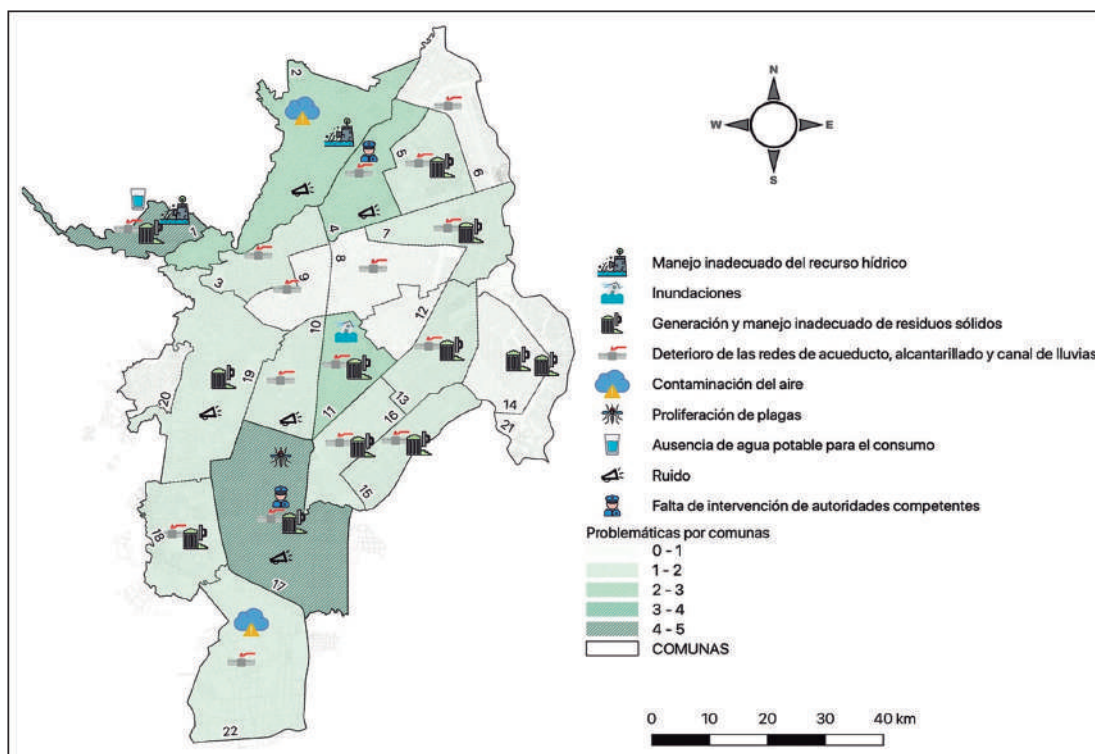 N
W
E
S
2
5
6
1
4
7
3
9
8
12
10
20
19
11
13
16
14
21
15
18
17
22
Manejo inadecuado del recurso hídrico
Inundaciones
Generación y manejo inadecuado de residuos sólidos
Deterioro de las redes de acueducto, alcantarillado y canal de lluvias
Contaminación del aire
Proliferación de plagas
Ausencia de agua potable para el consumo
Ruido
Falta de intervención de autoridades competentes
Problemáticas por comunas
0 - 1
1 - 2
2 - 3
3 - 4
4 - 5
COMUNAS
0 10 20 30 40 km